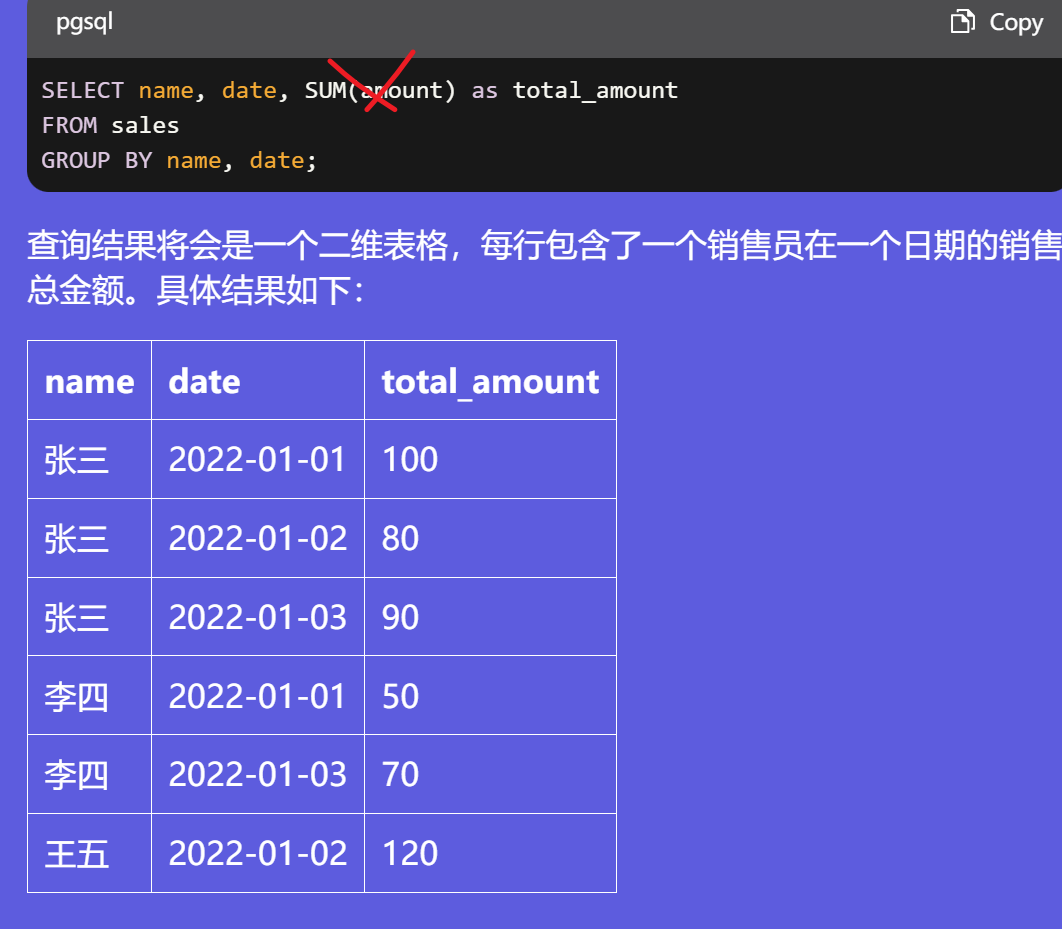 pgsql Copy
SELECT name, date, SUM(amount) as total_amount
FROM sales
GROUP BY name, date;
查询结果将会是一个二维表格，每行包含了一个销售员在一个日期的销售
总金额。具体结果如下：
name date total_amount
张三 2022-01-01 100
张三 2022-01-02 80
张三 2022-01-03 90
李四 2022-01-01 50
李四 2022-01-03 70
王五 2022-01-02 120